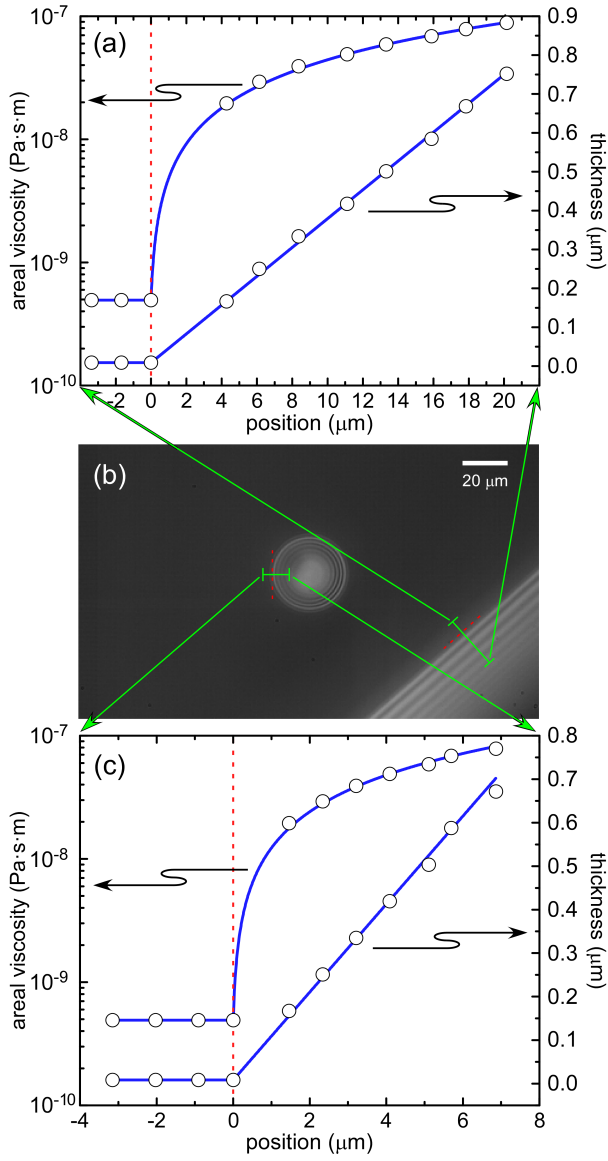 (a)
areal viscosity (Pa·s·m)
10⁻⁷
10⁻⁸
10⁻⁹
10⁻¹⁰
0.9
0.8
0.7
0.6
0.5
0.4
0.3
0.2
0.1
0.0
thickness (μm)
-2 0 2 4 6 8 10 12 14 16 18 20
position (μm)
(b)
20 μm
(c)
areal viscosity (Pa·s·m)
10⁻⁷
10⁻⁸
10⁻⁹
10⁻¹⁰
0.8
0.7
0.6
0.5
0.4
0.3
0.2
0.1
0.0
thickness (μm)
-4 -2 0 2 4 6 8
position (μm)